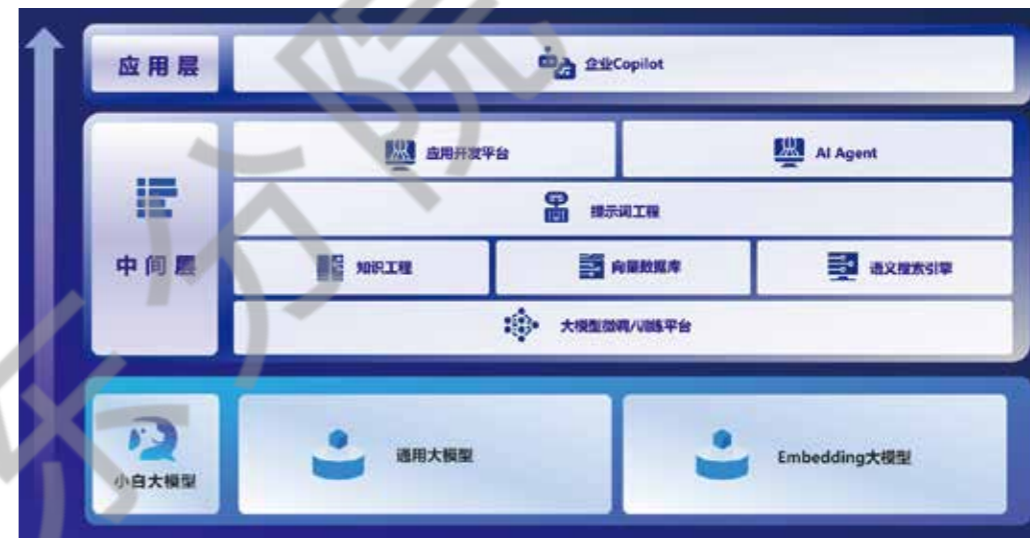 应用层
企业Copilot
应用开发平台
AI Agent
提示词工程
中间层
知识工程
向量数据库
语义搜索引擎
大模型微调/训练平台
小白大模型
通用大模型
Embedding大模型
东分院